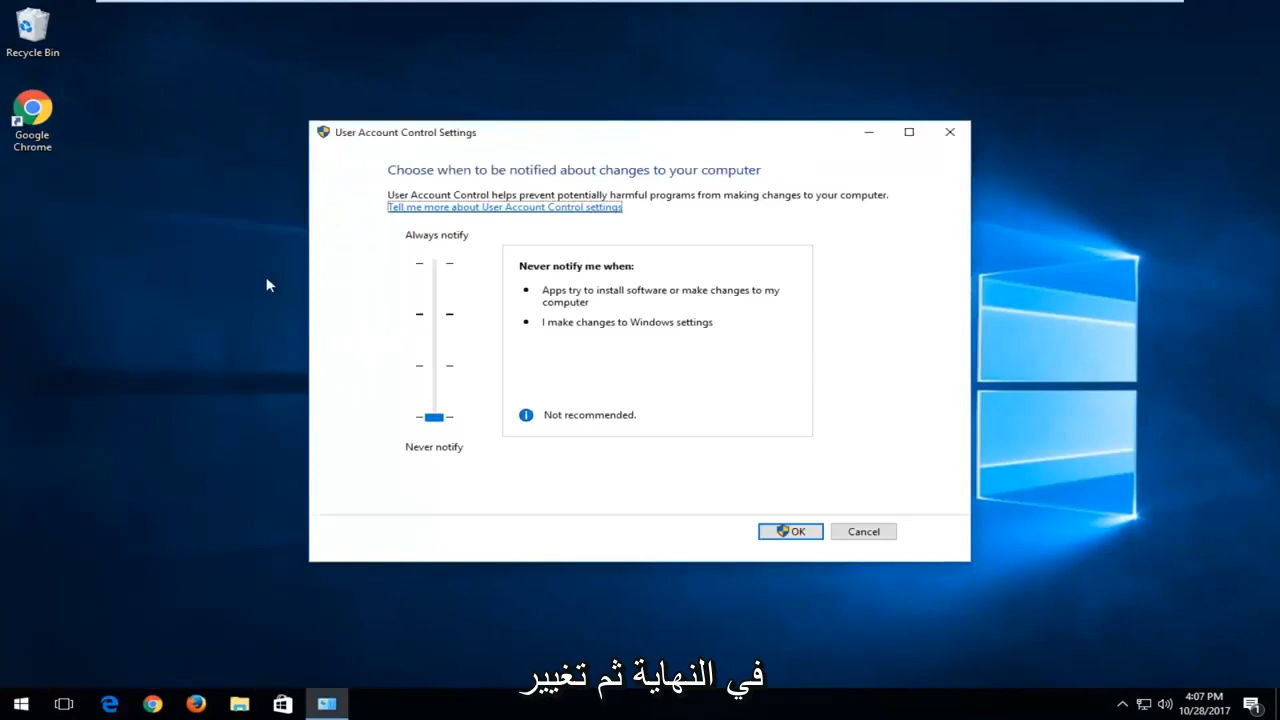 Recycle Bin
Google
Chrome
User Account Control Settings
Choose when to be notified about changes to your computer
User Account Control helps prevent potentially harmful programs from making changes to your computer.
Tell me more about User Account Control settings
Always notify
Never notify me when:
Apps try to install software or make changes to my
computer
I make changes to Windows settings
Not recommended.
Never notify
OK
Cancel
في النهاية ثم تغيير
4:07 PM
10/28/2017
1